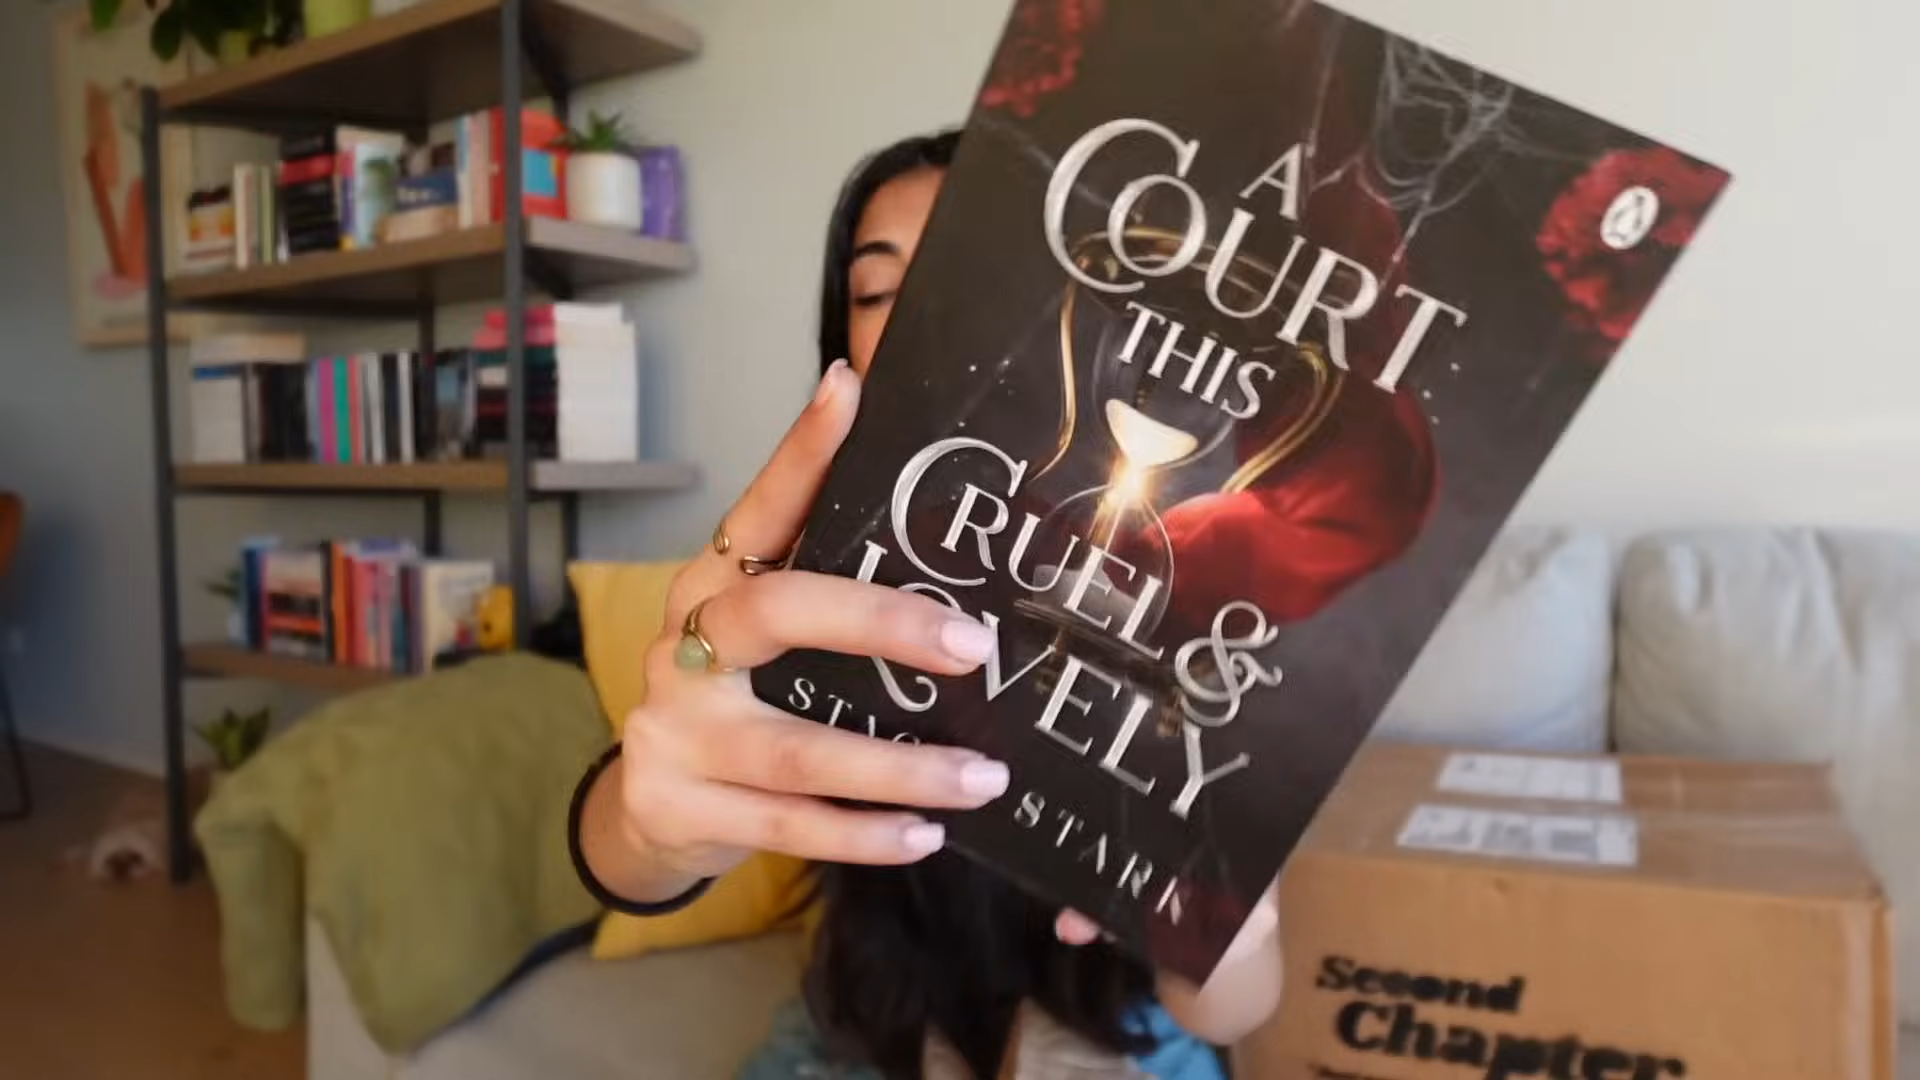 A
COURT
THIS
CRUEL &
LOVELY
STARK
Second
Chapter